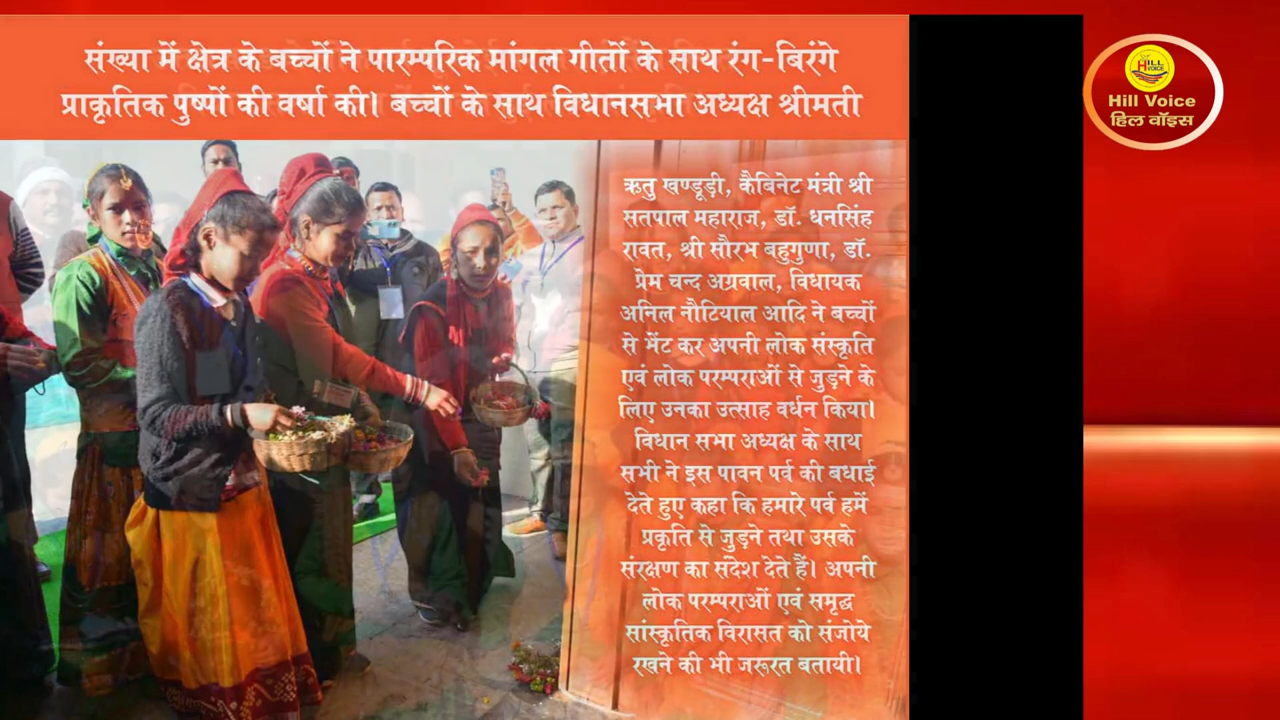 संख्या में क्षेत्र के बच्चों ने पारम्परिक मांगल गीतों के साथ रंग-बिरंगे
प्राकृतिक पुष्पों की वर्षा की। बच्चों के साथ विधानसभा अध्यक्ष श्रीमती
ऋतु खण्डूड़ी, कैबिनेट मंत्री श्री
सतपाल महाराज, डॉ. धनसिंह
रावत, श्री सौरभ बहुगुणा, डॉ.
प्रेम चन्द अग्रवाल, विधायक
अनिल नौटियाल आदि ने बच्चों
से भेंट कर अपनी लोक संस्कृति
एवं लोक परम्पराओं से जुड़ने के
लिए उनका उत्साह वर्धन किया।
विधान सभा अध्यक्ष के साथ
सभी ने इस पावन पर्व की बधाई
देते हुए कहा कि हमारे पर्व हमें
प्रकृति से जुड़ने तथा उसके
संरक्षण का संदेश देते हैं। अपनी
लोक परम्पराओं एवं समृद्ध
सांस्कृतिक विरासत को संजोये
रखने की भी जरूरत बतायी।
HILL
VOICE
Hill Voice
हिल वॉइस